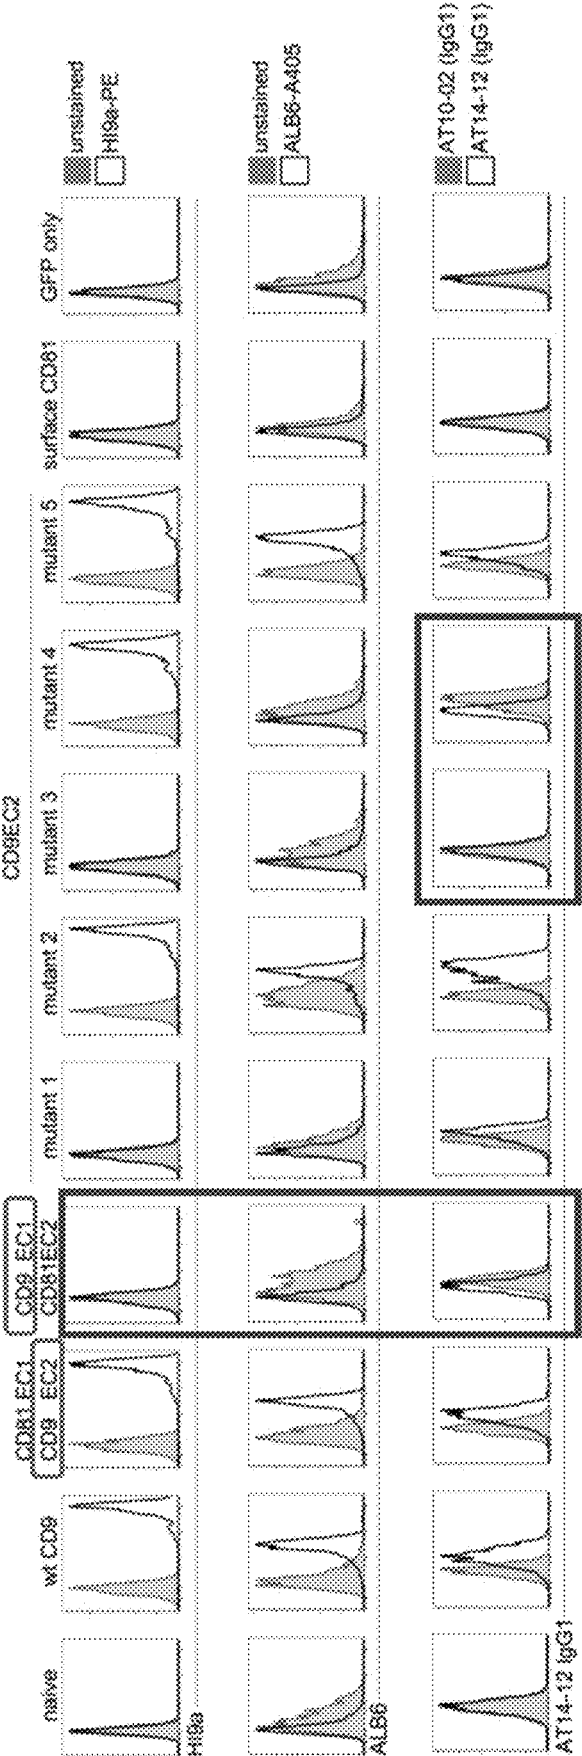 CD9EC2
naive
wt CD9
CD81 EC1
CD9 EC2
CD9 EC1
CD81EC2
mutant 1
mutant 2
mutant 3
mutant 4
mutant 5
surface CD81
GFP only
unstained
HI9a-PE
HI9a
unstained
ALB6-A405
ALB6
AT10-02 (IgG1)
AT14-12 (IgG1)
AT14-12 IgG1